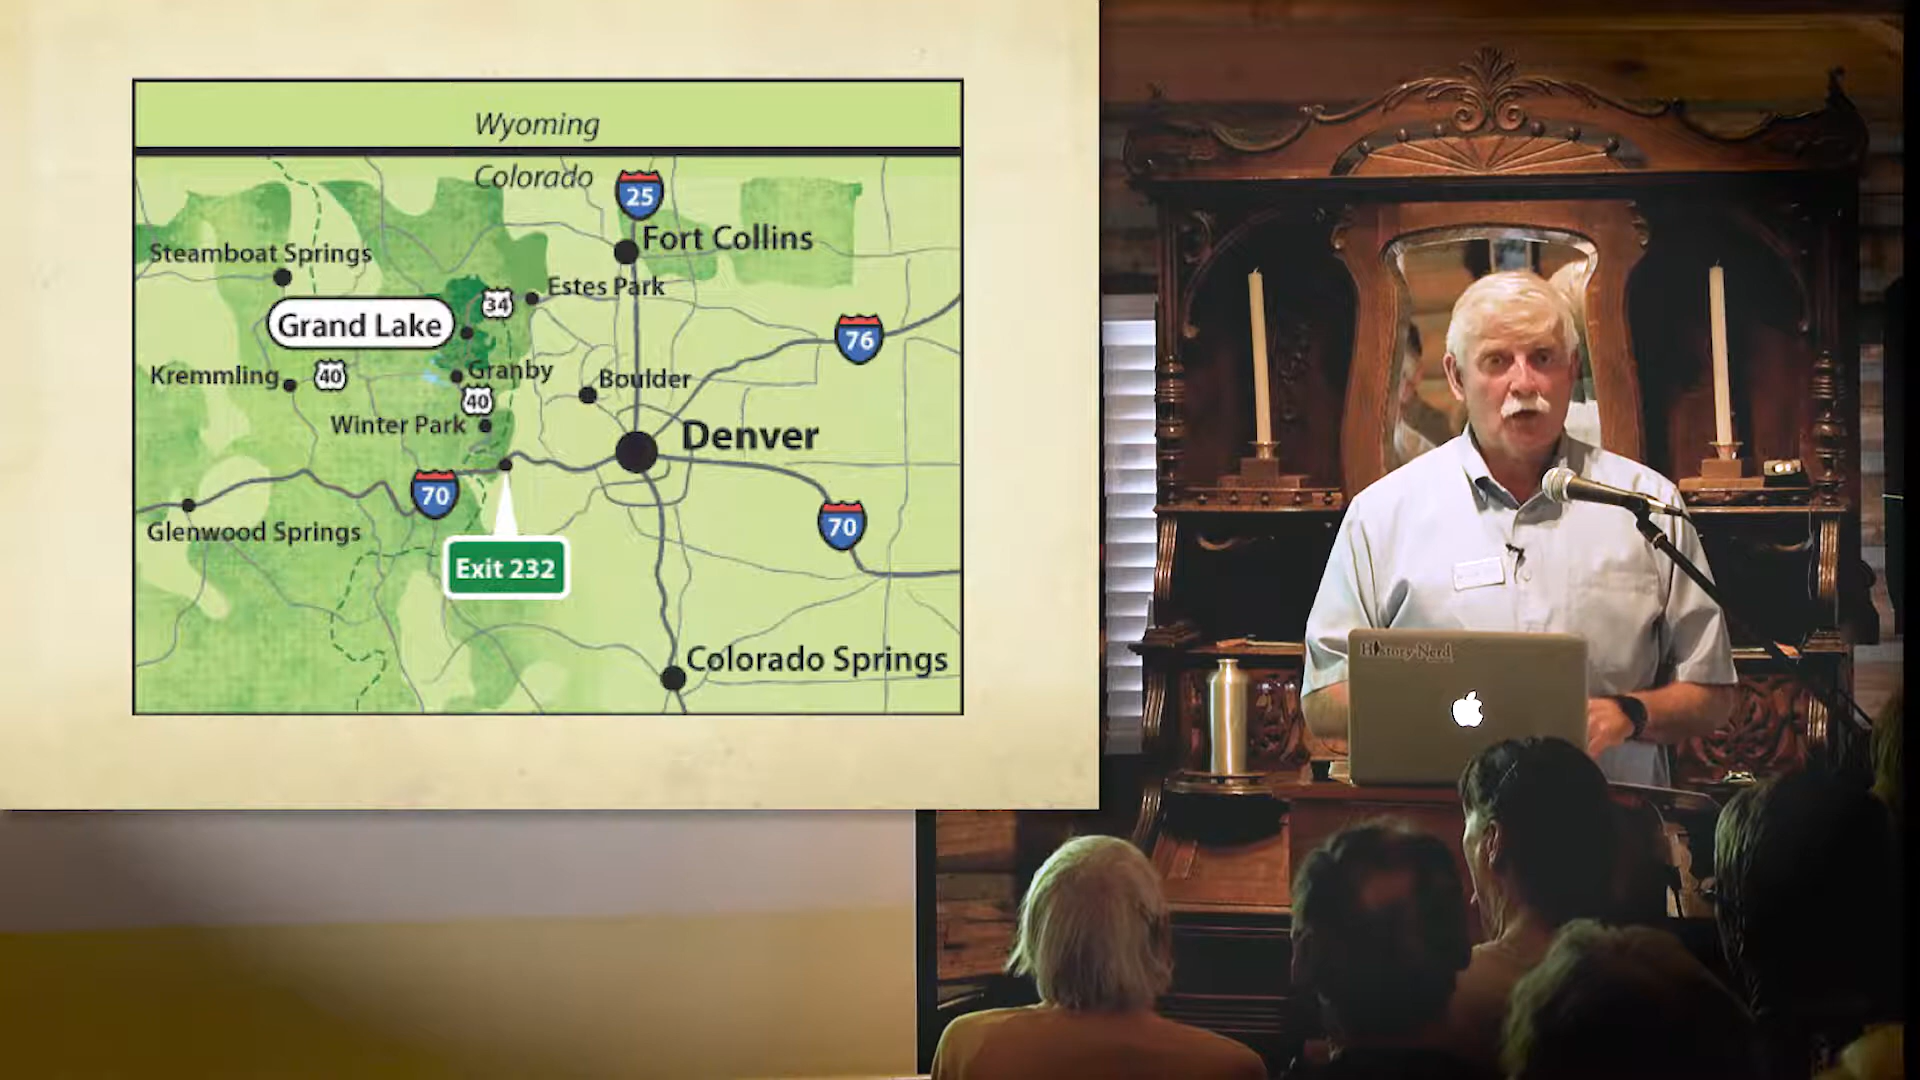 Wyoming
Colorado
25
Fort Collins
Steamboat Springs
Estes Park
34
Grand Lake
76
Kremmling
40
Granby
Boulder
40
Winter Park
Denver
70
70
Glenwood Springs
Exit 232
Colorado Springs
History Nerd